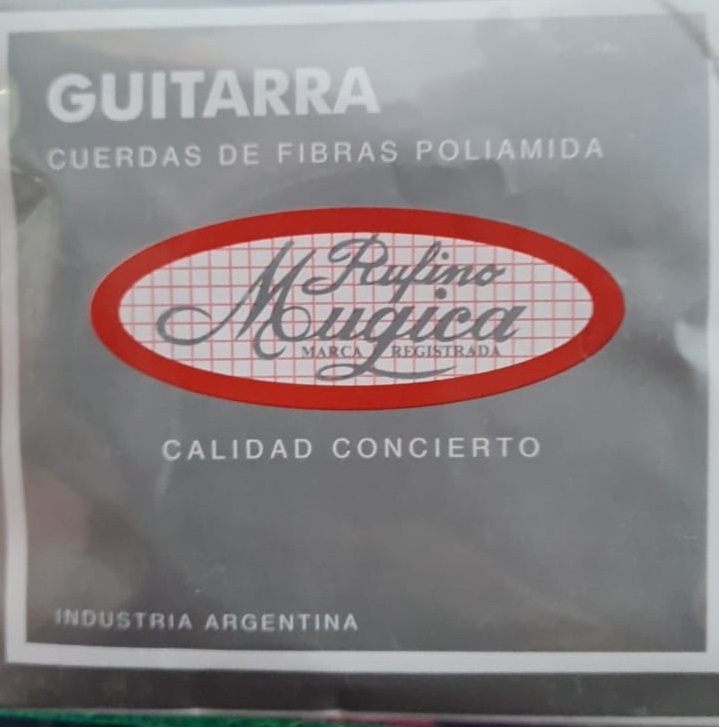 GUITARRA
CUERDAS DE FIBRAS POLIAMIDA
Rufino
Mugica
MARCA REGISTRADA
CALIDAD CONCIERTO
INDUSTRIA ARGENTINA